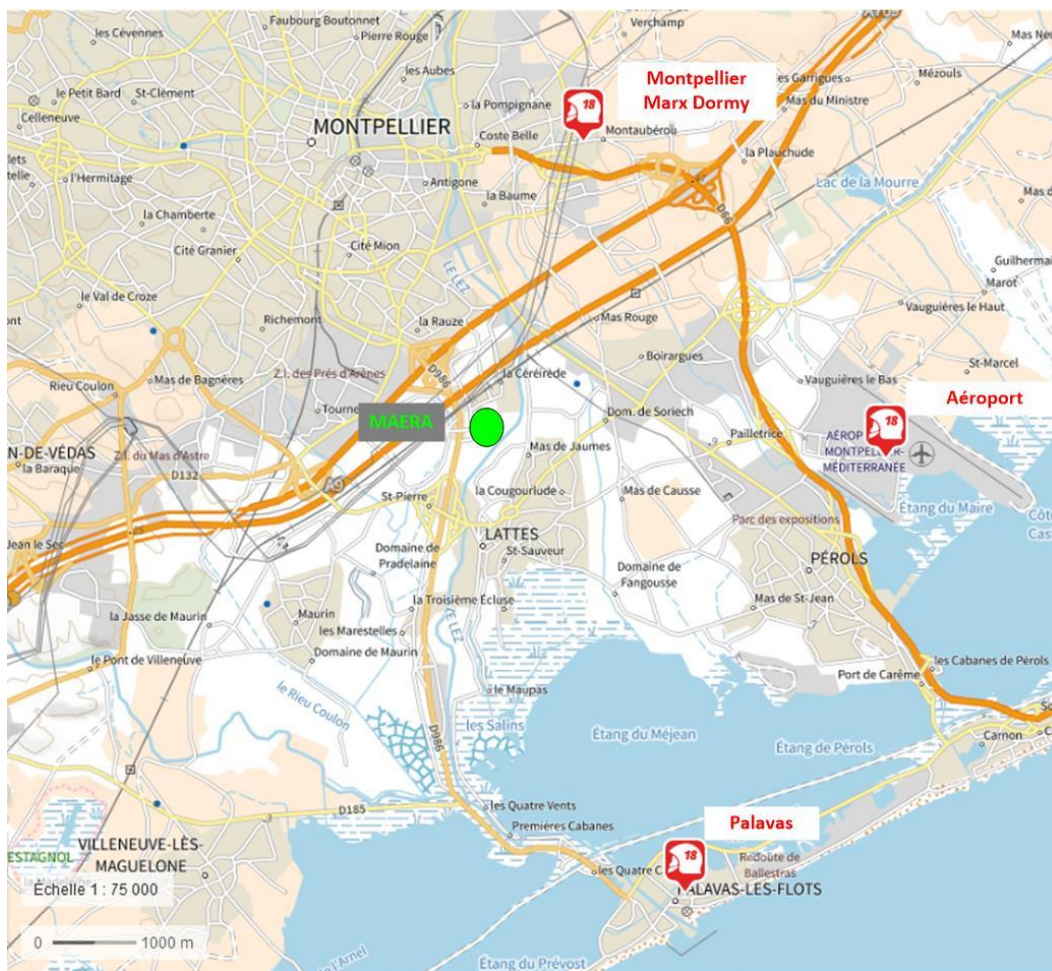 Faubourg Boutonnet
les Cévennes
Pierre Rouge
Verchamp
Mas Neu
les Aubes
Montpellier
Marx Dormy
les Garrigues
Mézouls
le Petit Bard
St-Clément
la Pompignane
18
Mas du Ministre
Celleneuve
MONTPELLIER
Coste Belle
Montaubérou
la Plauchude
l'Hermitage
Antigone
la Baume
D66
Lac de la Mourre
la Chamberte
Cité Granier
Cité Mion
LE LEZ
Guilhermain
Marot
le Val de Croze
Richemont
la Rauze
Mas Rouge
Vauguières le Haut
Boirargues
St-Marcel
Rieu Coulon
Mas de Bagnères
Z.I. des Prés d'Arènes
D986
la Céreirède
Vauguières le Bas
Aéroport
MAERA
Dom. de Soriech
18
Mas de Jaumes
Pailletrice
AÉROP
MONTPELLIER-
MÉDITERRANÉE
N-DE-VÉDAS
Z.I. du Mas d'Astre
la Baraque
D132
A9
St-Pierre
la Cougourlude
Mas de Causse
Étang du Maire
Parc des expositions
Jean le Sec
LATTES
St-Sauveur
Domaine de
Pradelaine
Domaine de
Fangousse
PÉROLS
la Jasse de Maurin
Maurin
la Troisième Écluse
Mas de St-Jean
les Marestelles
LE LEZ
le Pont de Villeneuve
Domaine de Maurin
les Cabanes de Pérols
Port de Carême
le Rieu Coulon
le Maupas
les Salins
D986
Étang du Méjean
Étang de Pérols
Carnon
D185
les Quatre Vents
Premières Cabanes
Palavas
ESTAGNOL
VILLENEUVE-LÈS-
MAGUELONE
18
les Quatre C
Redoute de
Ballestras
Échelle 1 : 75 000
PALAVAS-LES-FLOTS
0 1000 m
de l'Arnel
Étang du Prévost